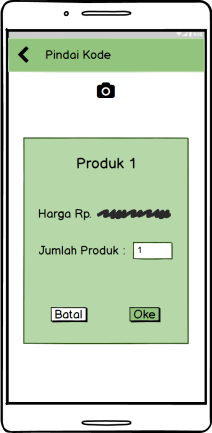 Pindai Kode
Produk 1
Harga Rp.
Jumlah Produk : 1
Batal Oke